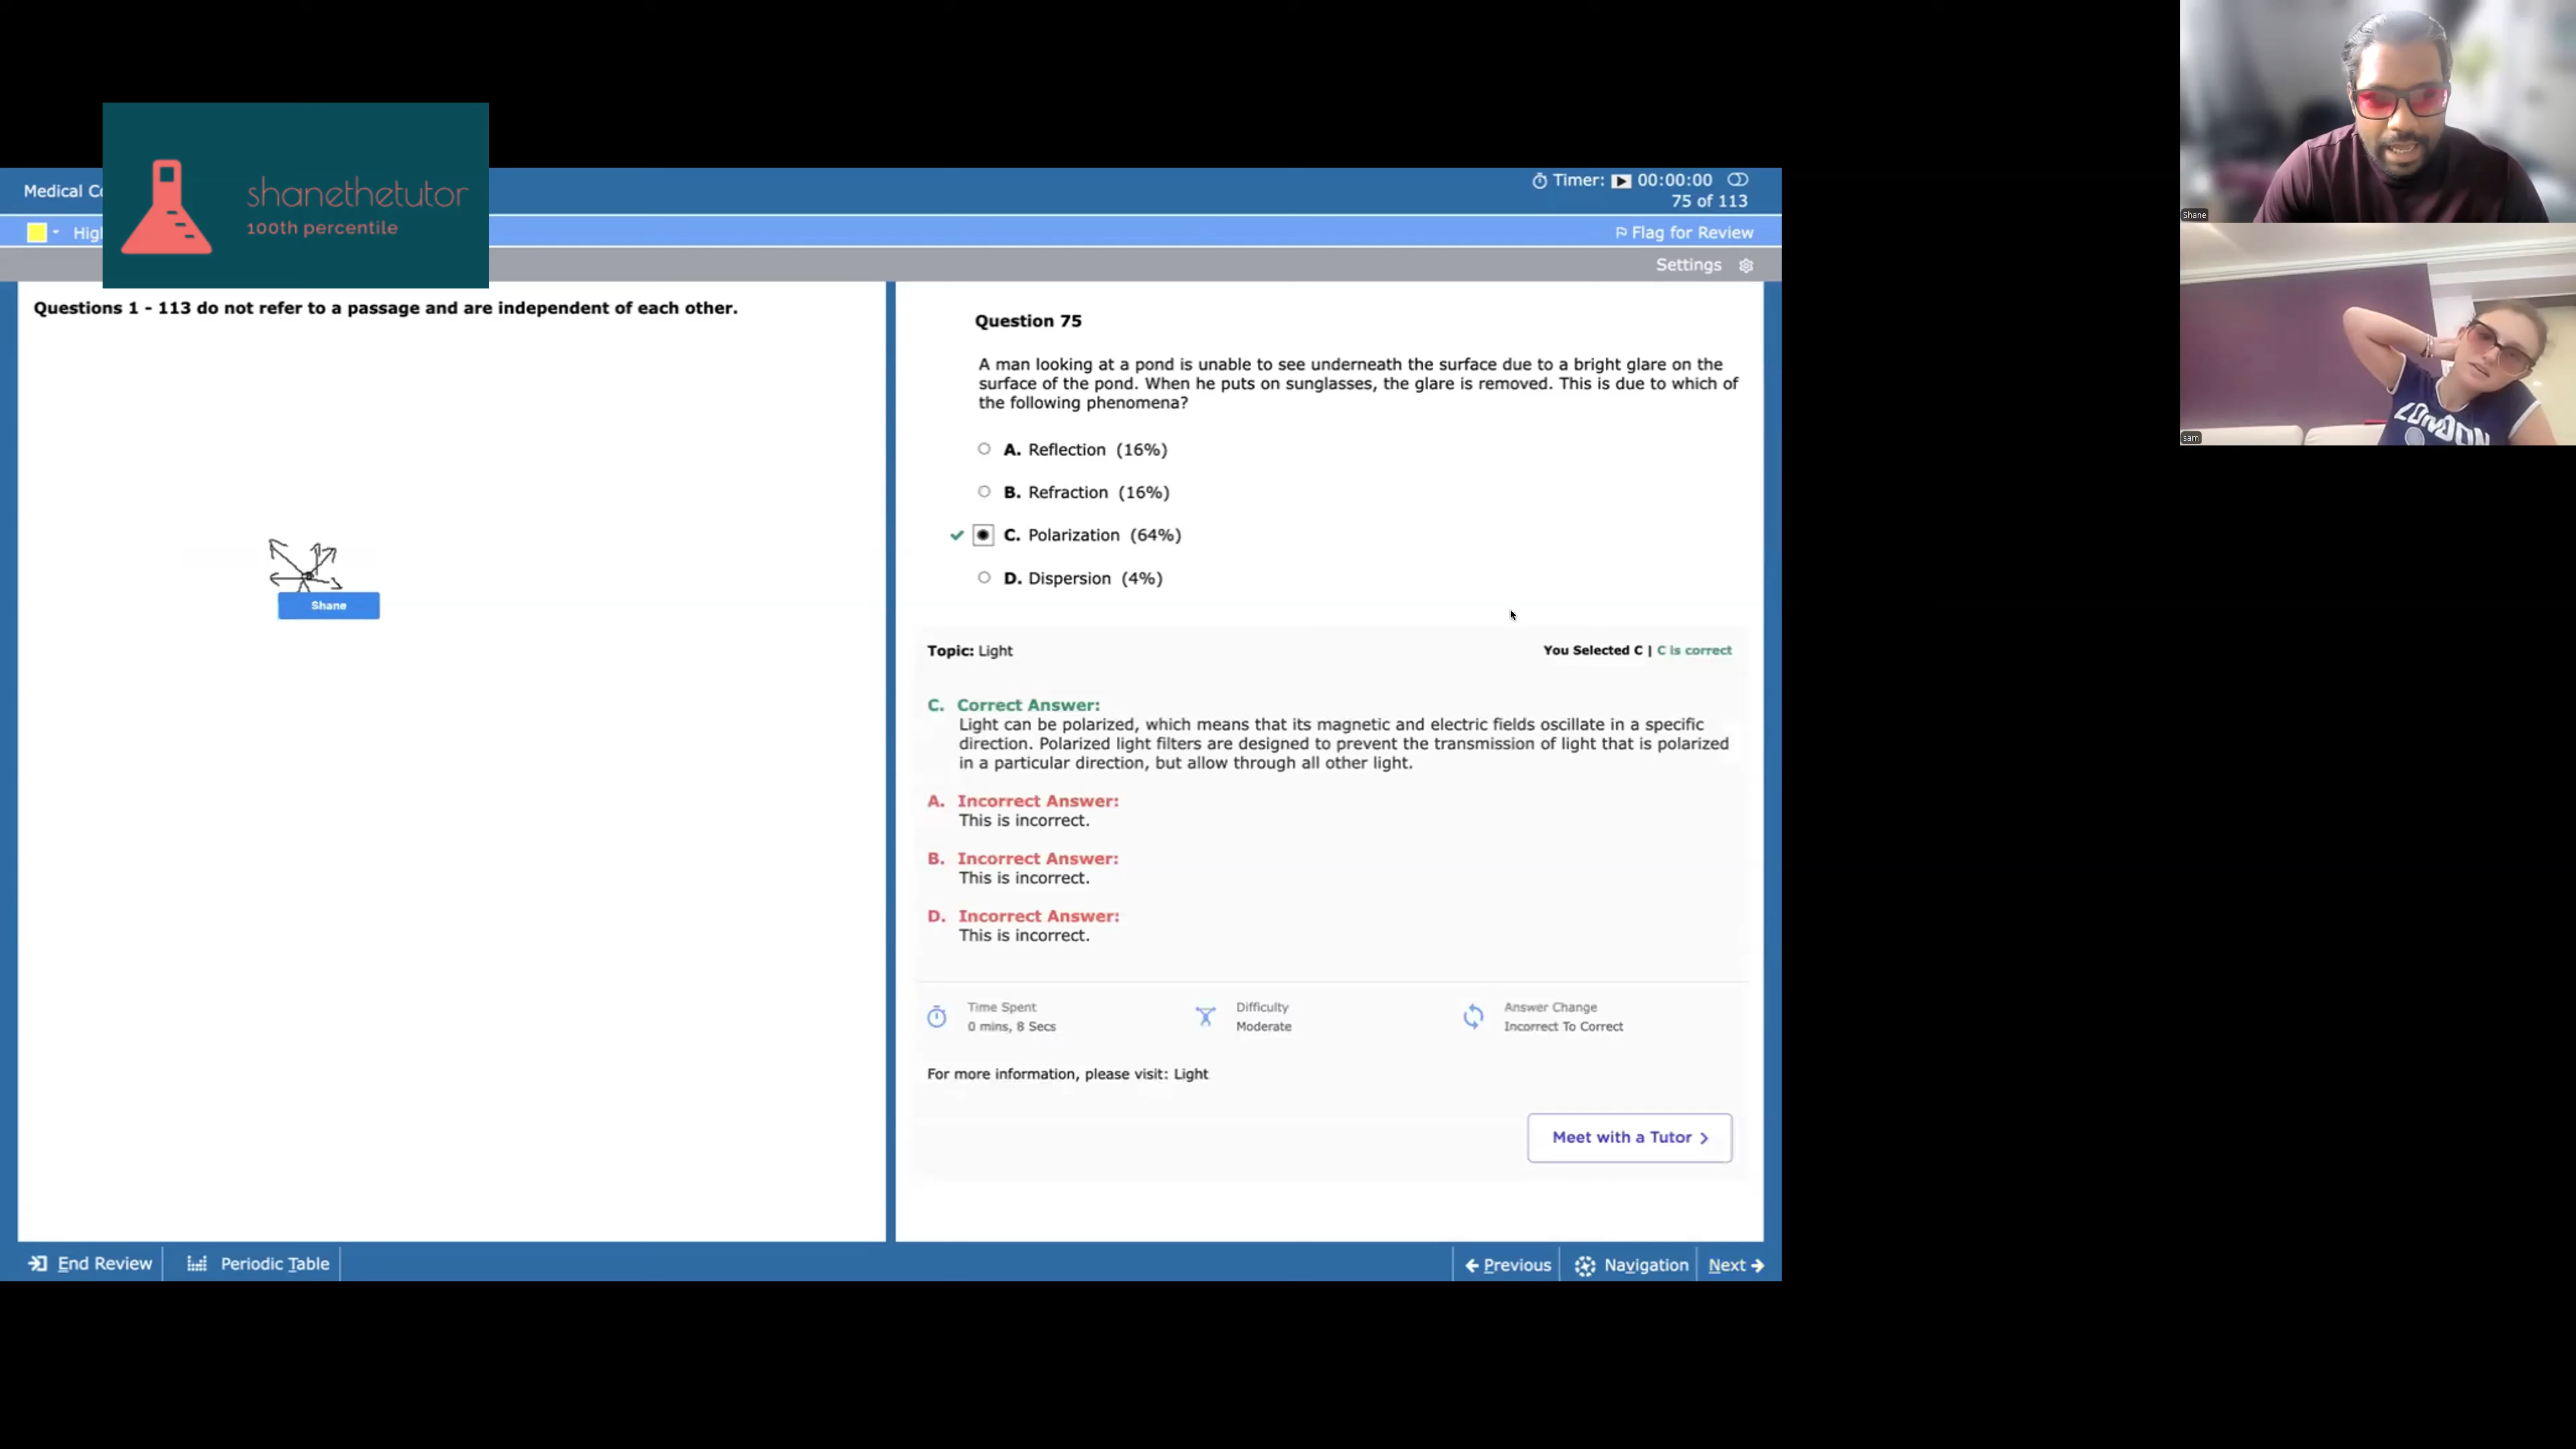 shanethetutor
100th percentile
Medical Co
Timer: 00:00:00
75 of 113
High
Flag for Review
Settings
Questions 1 - 113 do not refer to a passage and are independent of each other.
Shane
Question 75
A man looking at a pond is unable to see underneath the surface due to a bright glare on the
surface of the pond. When he puts on sunglasses, the glare is removed. This is due to which of
the following phenomena?
A. Reflection (16%)
B. Refraction (16%)
C. Polarization (64%)
D. Dispersion (4%)
Topic: Light
You Selected C | C is correct
C. Correct Answer:
Light can be polarized, which means that its magnetic and electric fields oscillate in a specific
direction. Polarized light filters are designed to prevent the transmission of light that is polarized
in a particular direction, but allow through all other light.
A. Incorrect Answer:
This is incorrect.
B. Incorrect Answer:
This is incorrect.
D. Incorrect Answer:
This is incorrect.
Time Spent
0 mins, 8 Secs
Difficulty
Moderate
Answer Change
Incorrect To Correct
For more information, please visit: Light
Meet with a Tutor
End Review
Periodic Table
Previous
Navigation
Next
Shane
LONDON
sam